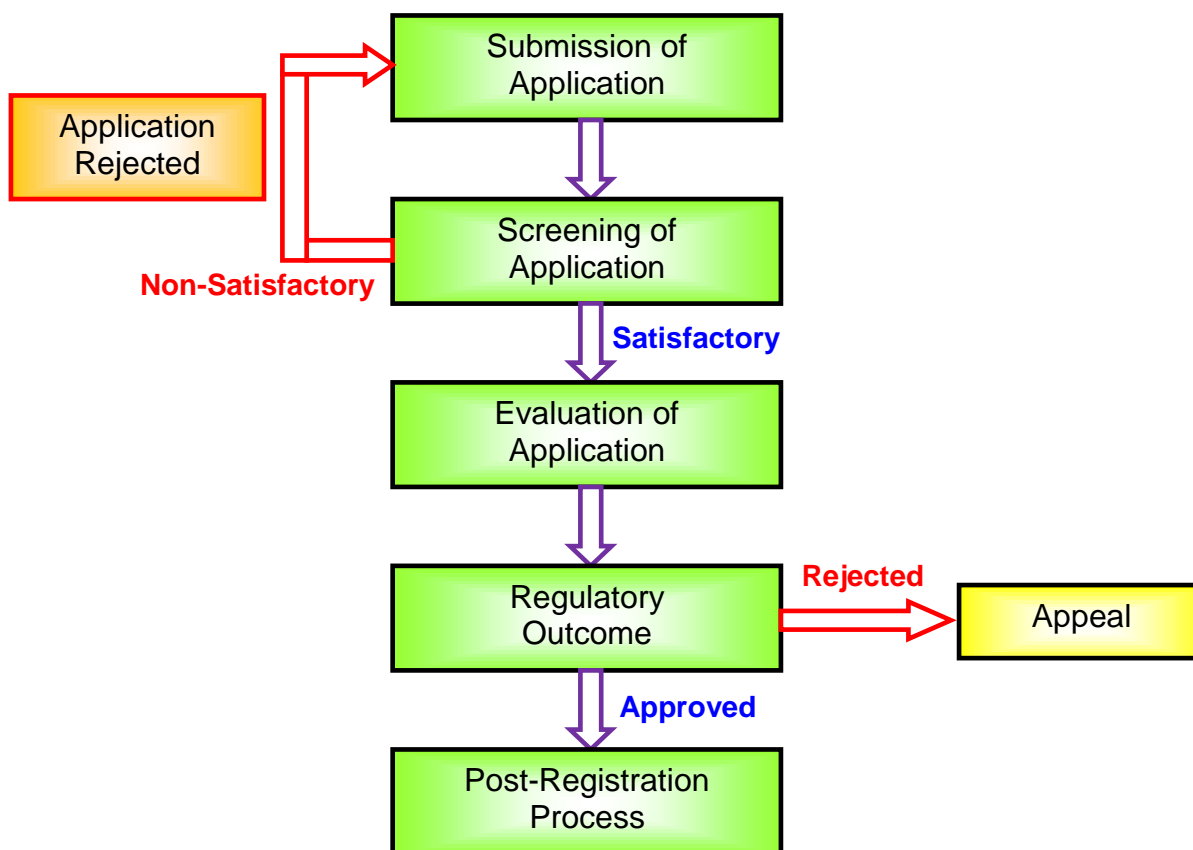 Submission of
Application
Application
Rejected
Screening of
Application
Non-Satisfactory
Satisfactory
Evaluation of
Application
Regulatory
Outcome
Rejected
Appeal
Approved
Post-Registration
Process